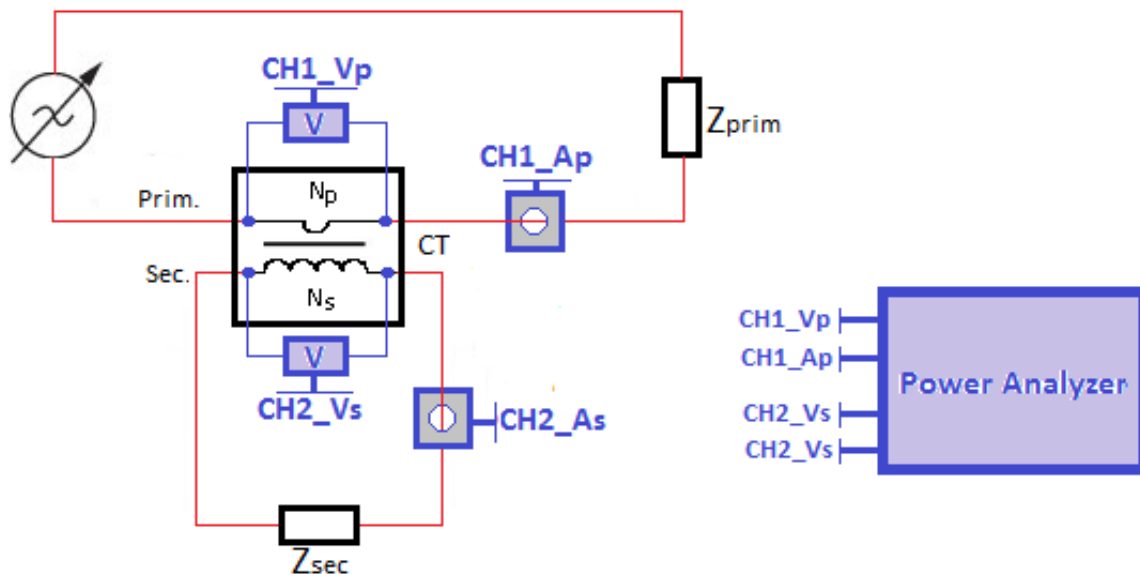 CH1_Vp
V
Zprim
CH1_Ap
Np
Prim.
CT
Sec.
Ns
V
CH2_Vs
CH2_As
Zsec
CH1_Vp
CH1_Ap
CH2_Vs
CH2_Vs
Power Analyzer